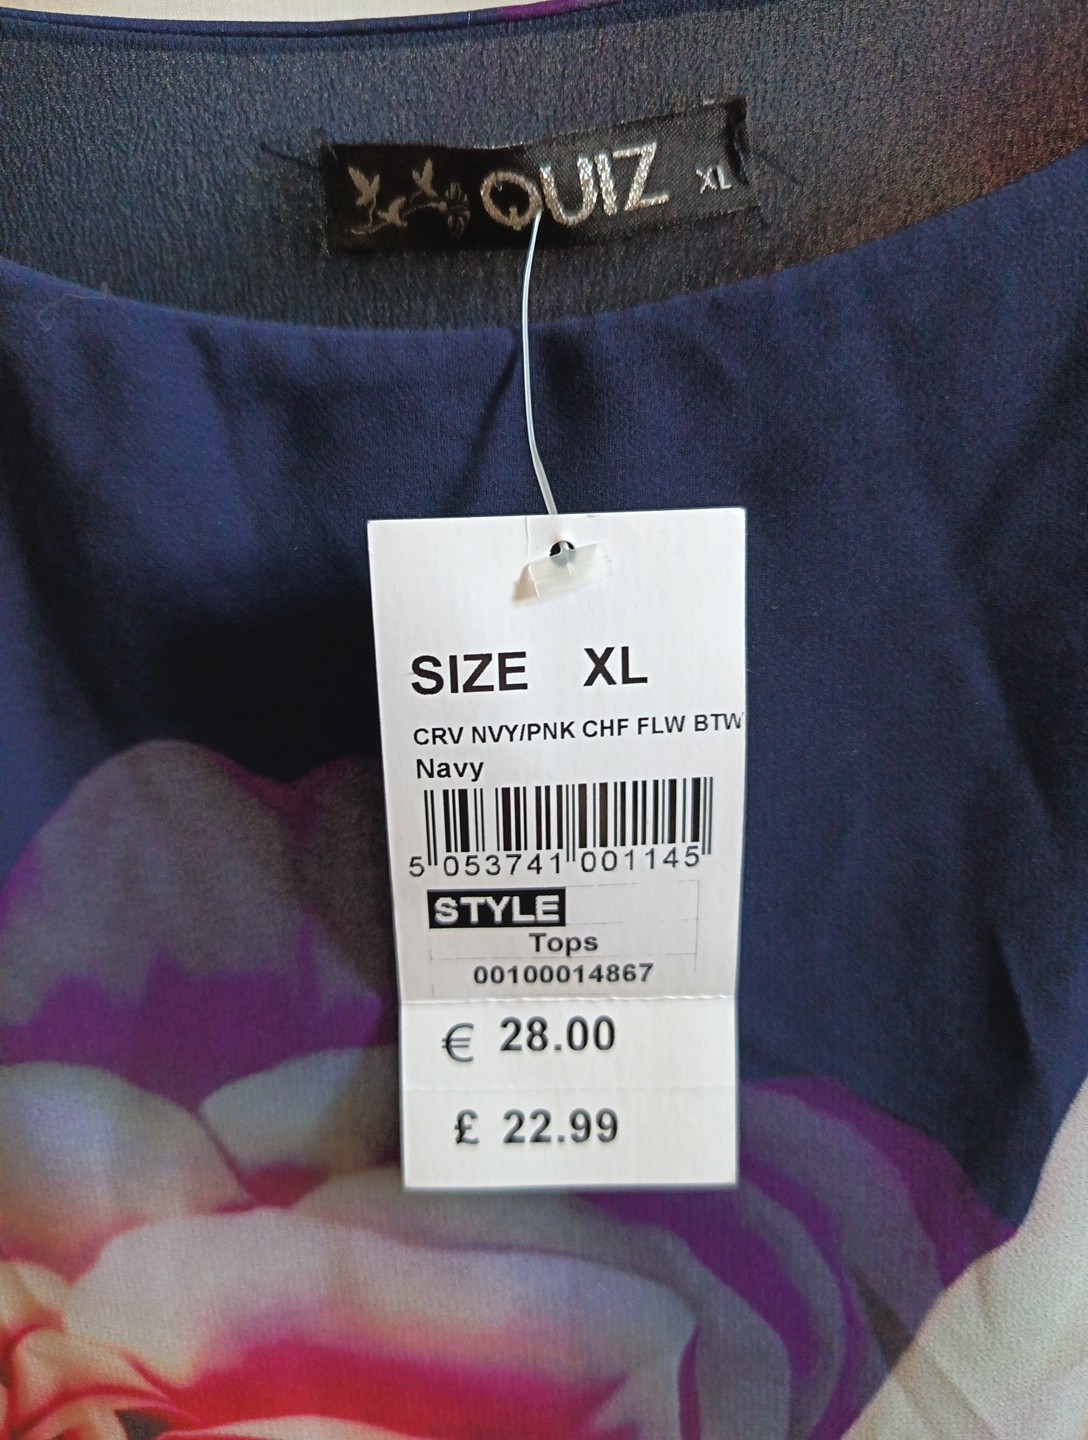 QUIZ XL
SIZE XL
CRV NVY/PNK CHF FLW BTW
Navy
5 053741 001145
STYLE
Tops
00100014867
€ 28.00
£ 22.99